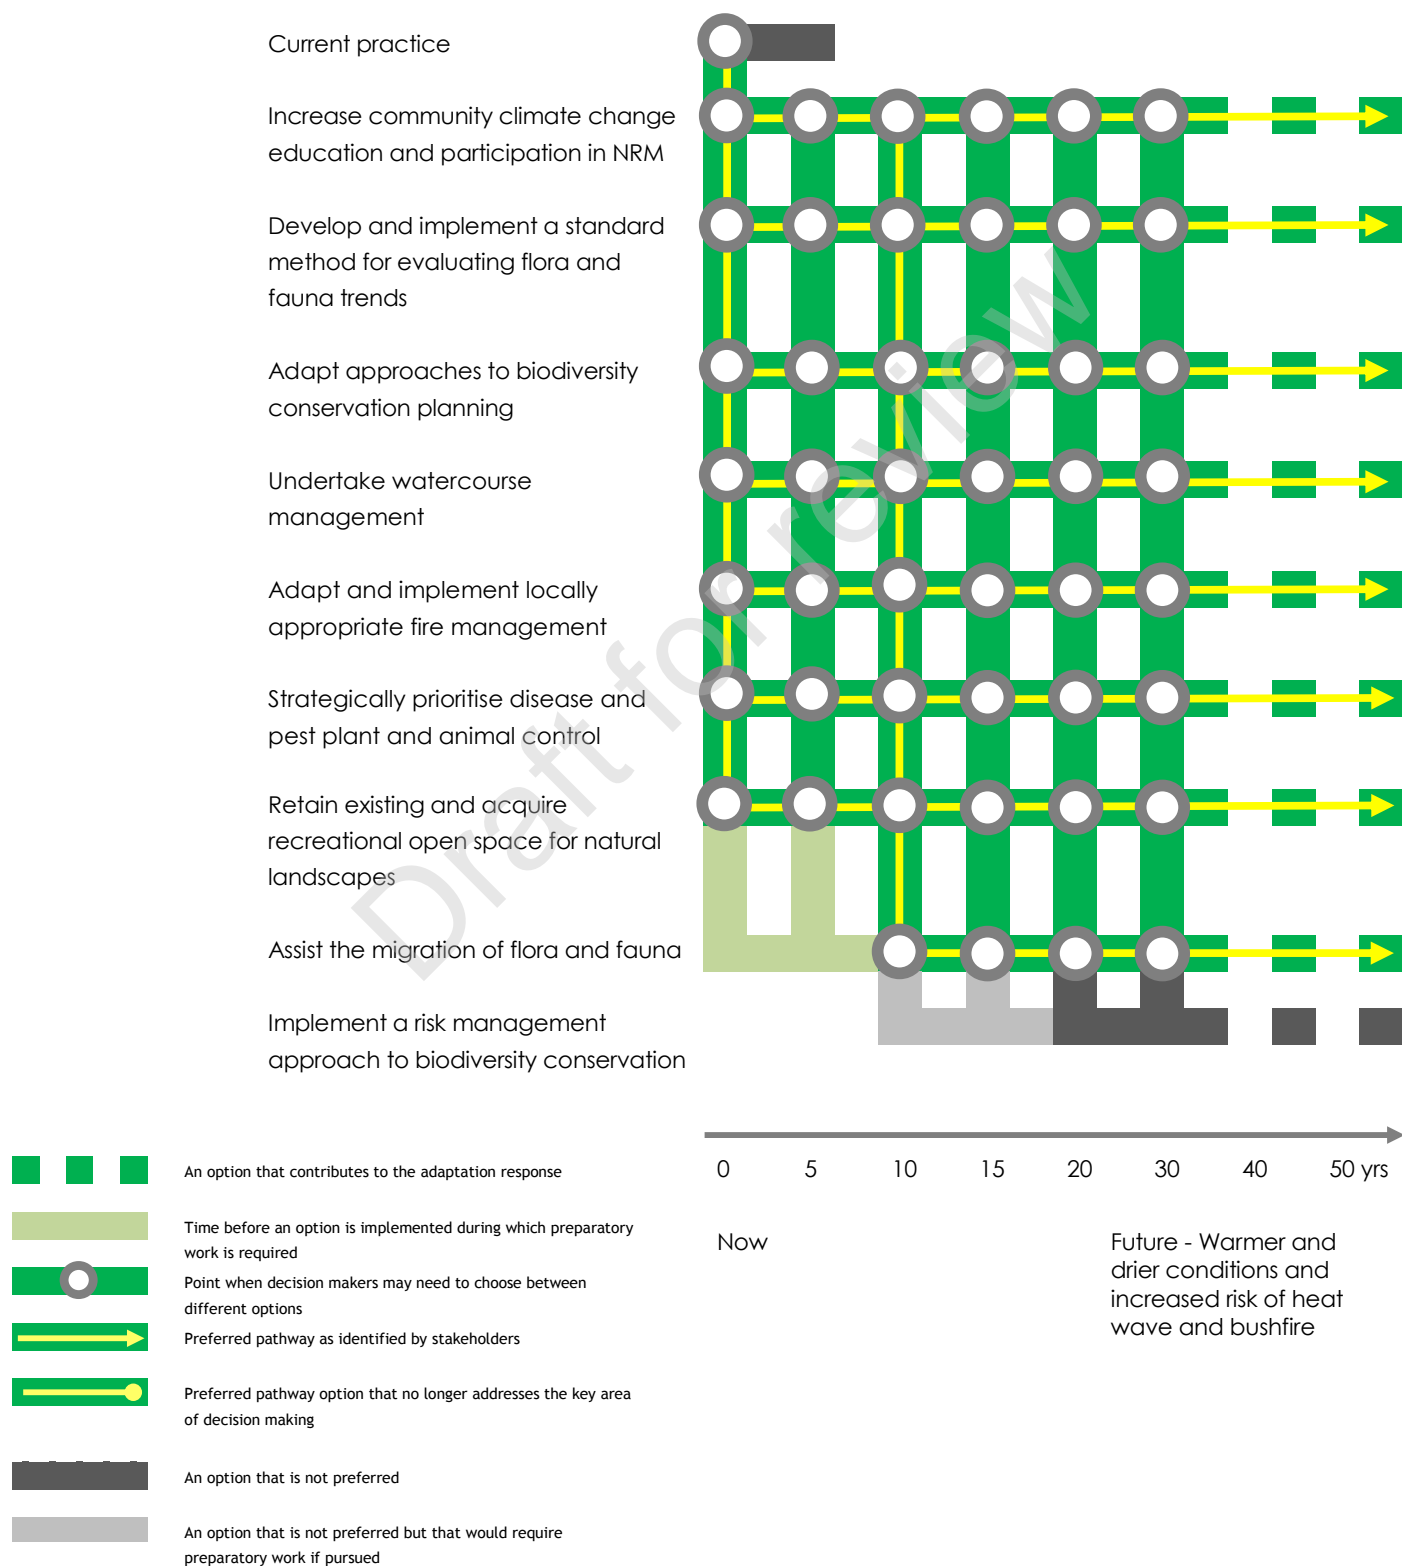 Current practice
Increase community climate change
education and participation in NRM
Develop and implement a standard
method for evaluating flora and
fauna trends
Adapt approaches to biodiversity
conservation planning
Undertake watercourse
management
Adapt and implement locally
appropriate fire management
Strategically prioritise disease and
pest plant and animal control
Retain existing and acquire
recreational open space for natural
landscapes
Assist the migration of flora and fauna
Implement a risk management
approach to biodiversity conservation
Draft for review
0 5 10 15 20 30 40 50 yrs
Now
Future - Warmer and
drier conditions and
increased risk of heat
wave and bushfire
An option that contributes to the adaptation response
Time before an option is implemented during which preparatory
work is required
Point when decision makers may need to choose between
different options
Preferred pathway as identified by stakeholders
Preferred pathway option that no longer addresses the key area
of decision making
An option that is not preferred
An option that is not preferred but that would require
preparatory work if pursued